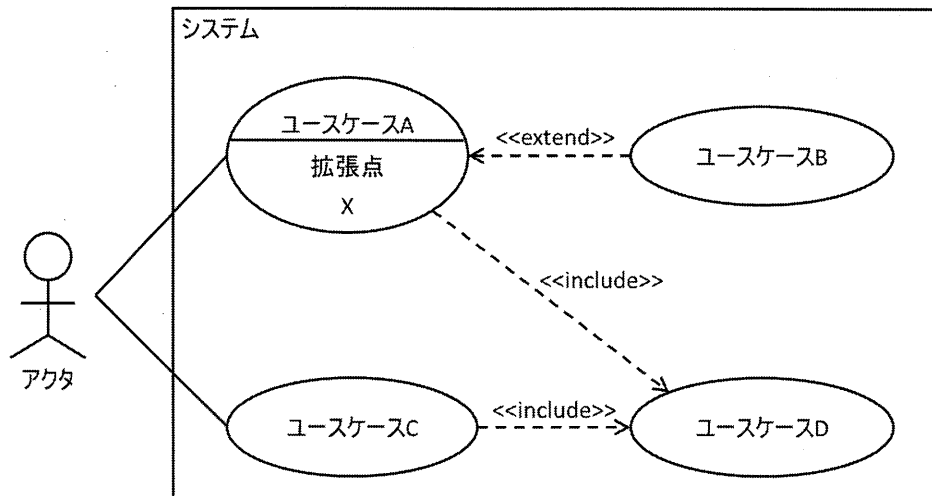 システム
ユースケースA
拡張点
X
<<extend>>
ユースケースB
<<include>>
アクタ
ユースケースC
<<include>>
ユースケースD